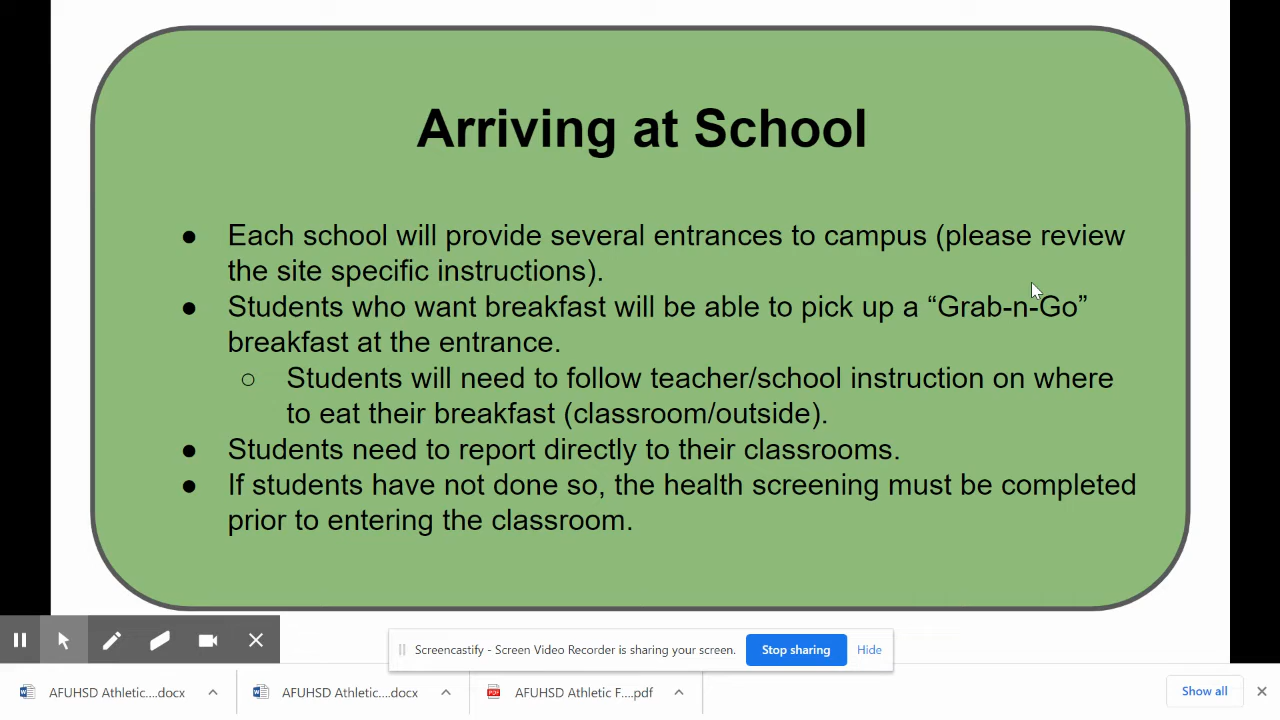 Arriving at School
● Each school will provide several entrances to campus (please review
the site specific instructions).
● Students who want breakfast will be able to pick up a “Grab-n-Go”
breakfast at the entrance.
○ Students will need to follow teacher/school instruction on where
to eat their breakfast (classroom/outside).
● Students need to report directly to their classrooms.
● If students have not done so, the health screening must be completed
prior to entering the classroom.
Screencastify - Screen Video Recorder is sharing your screen. Stop sharing Hide
AFUHSD Athletic....docx AFUHSD Athletic....docx AFUHSD Athletic F....pdf Show all